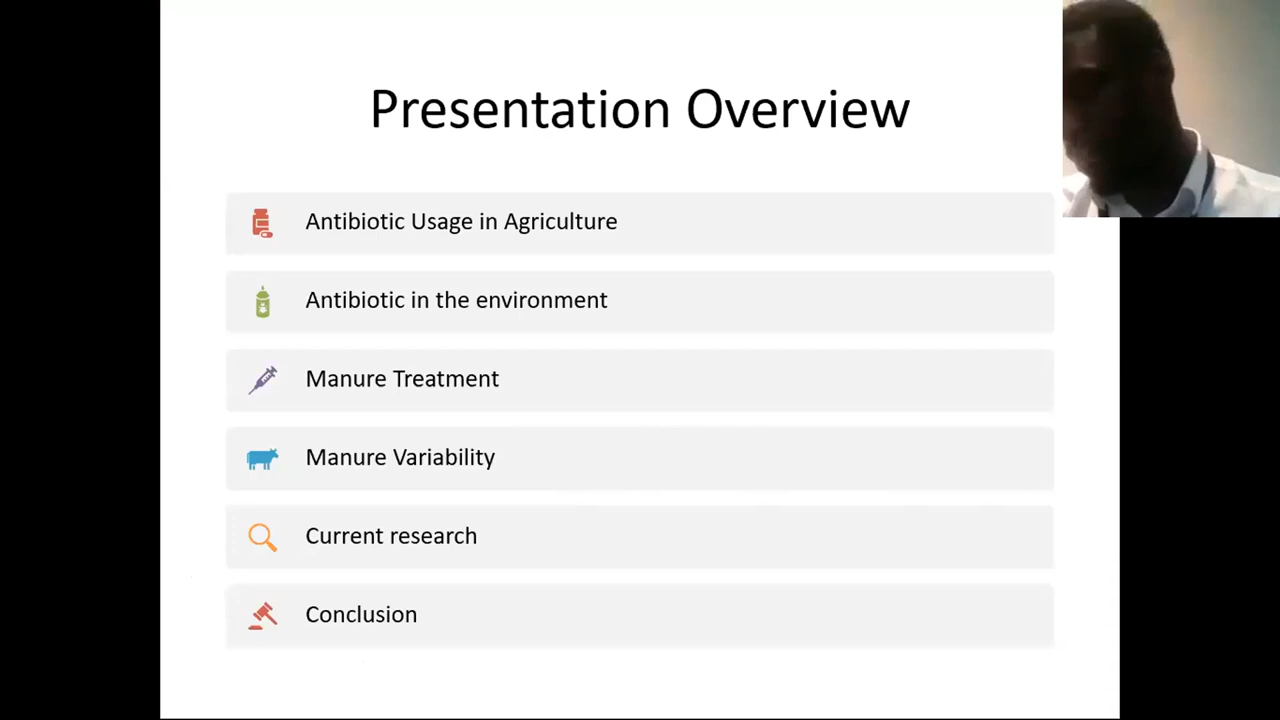 Presentation Overview
Antibiotic Usage in Agriculture
Antibiotic in the environment
Manure Treatment
Manure Variability
Current research
Conclusion